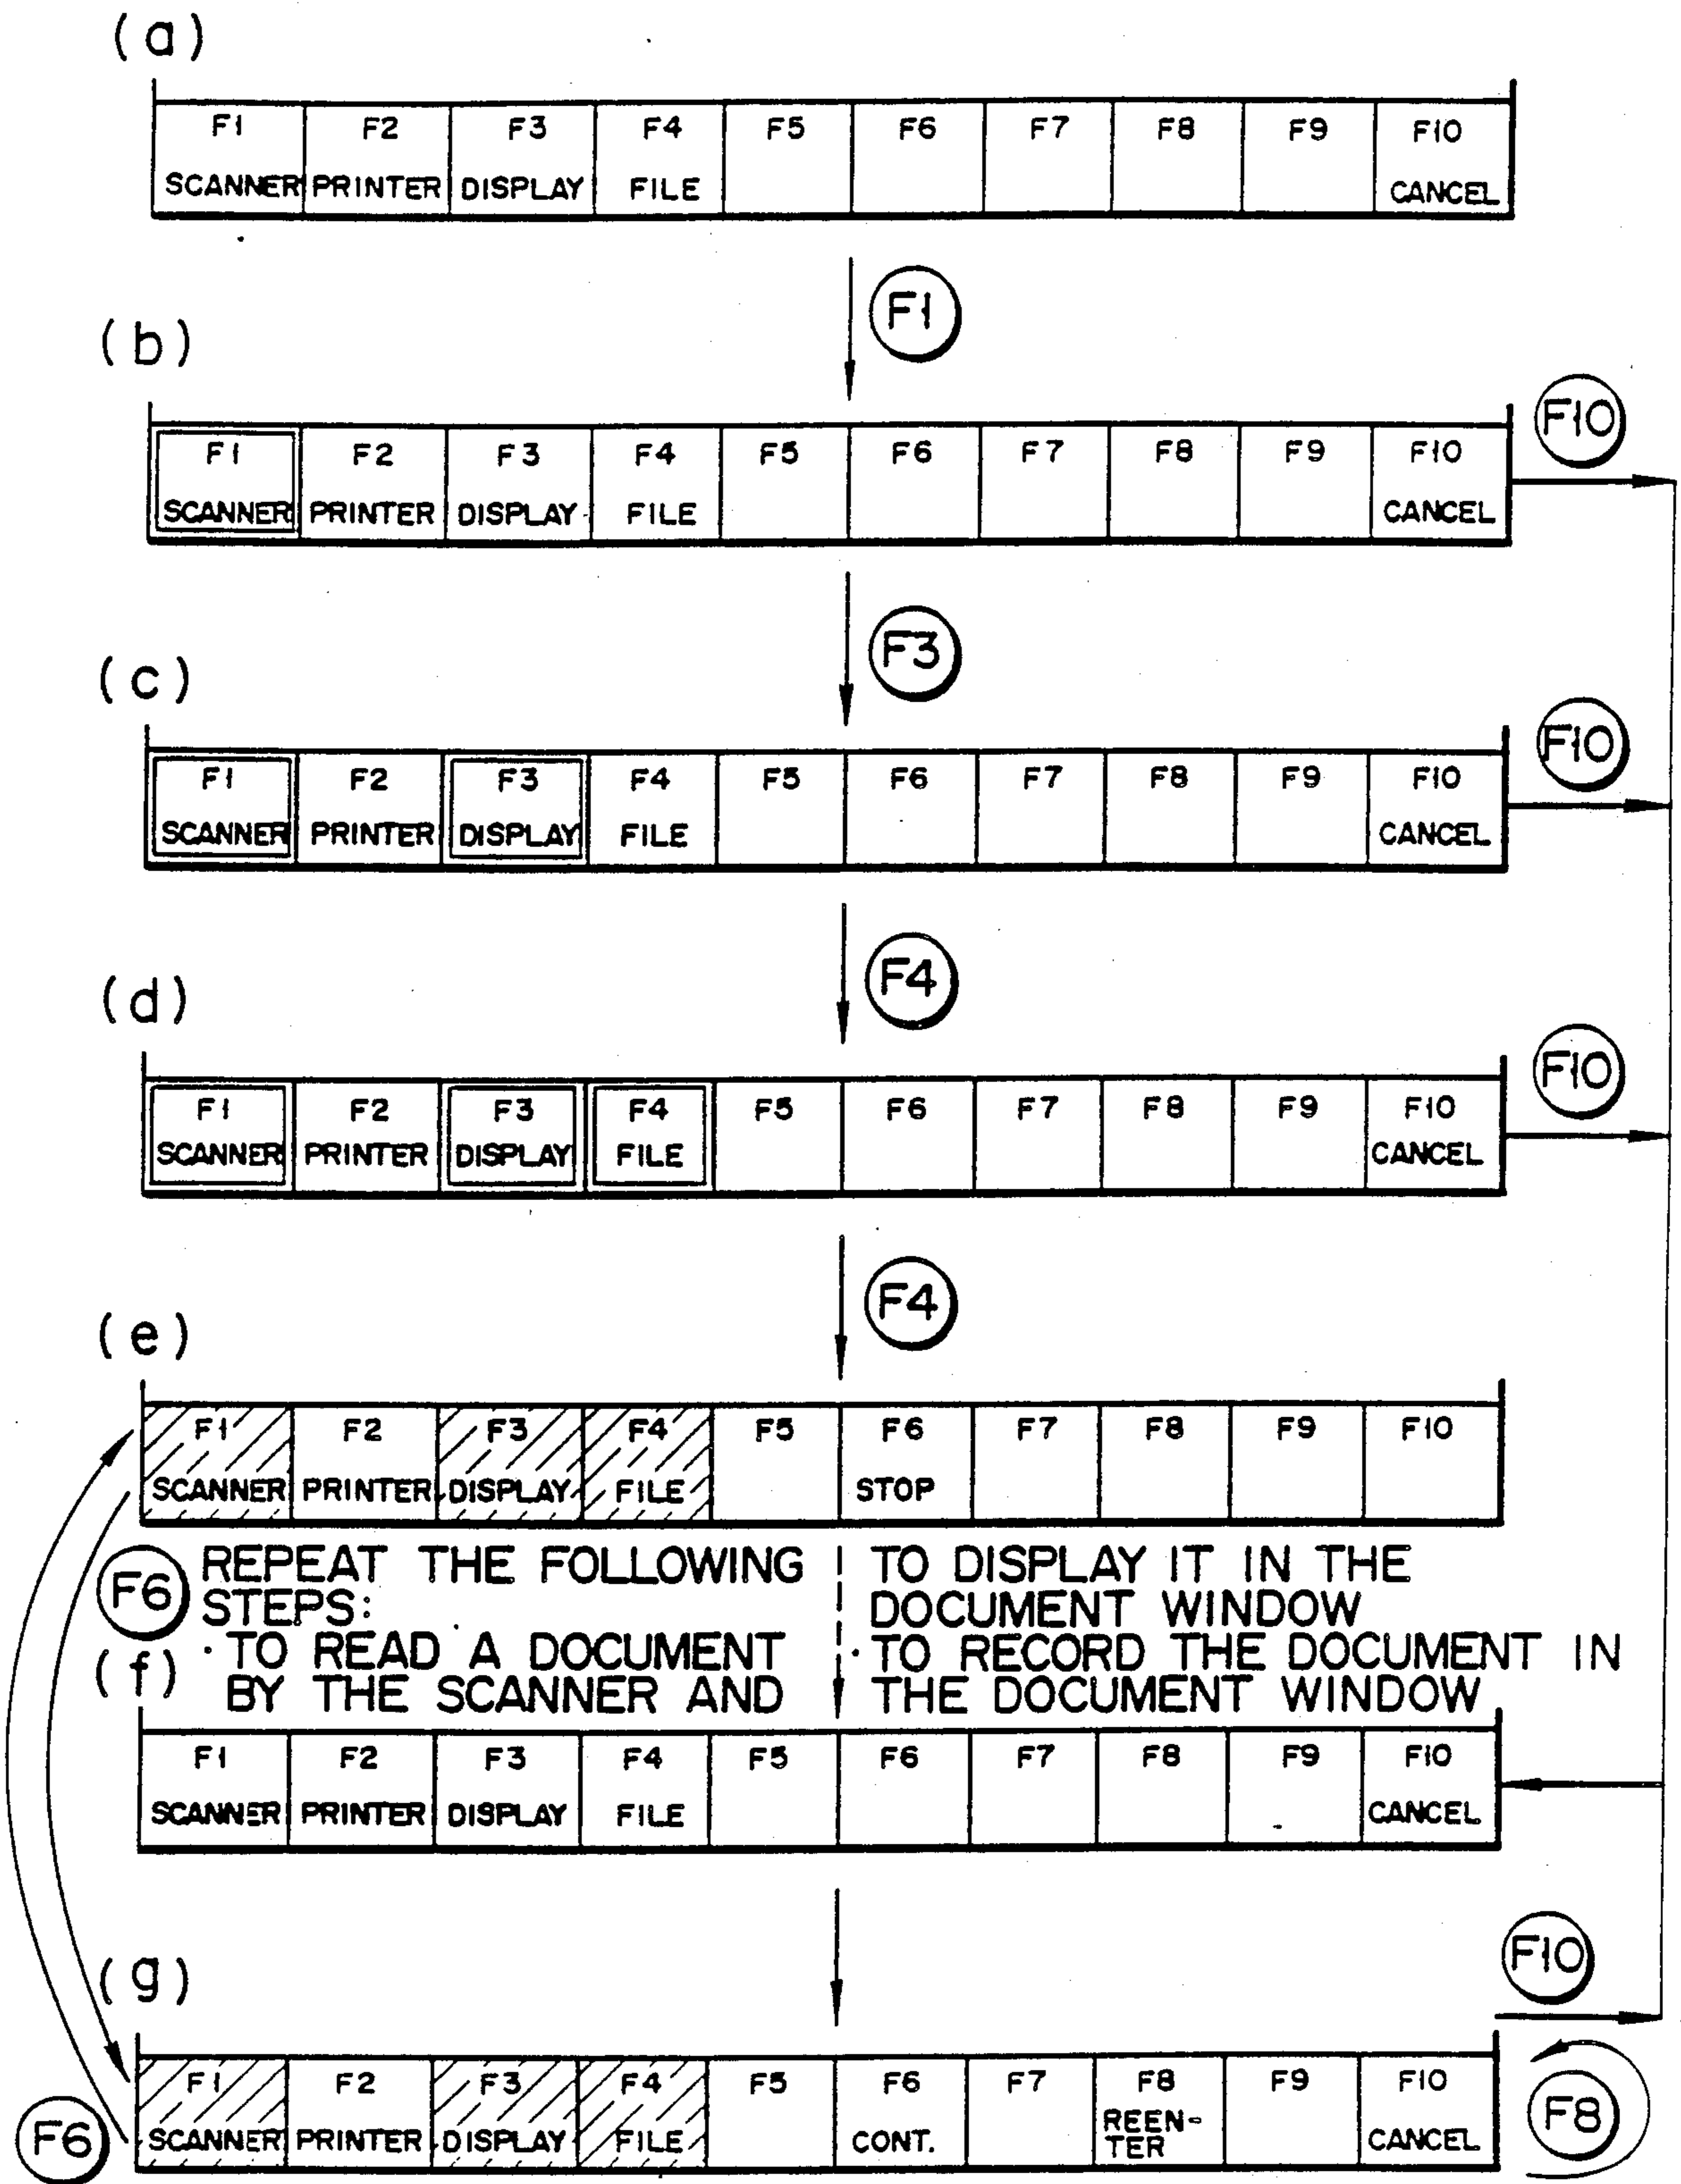 (a)
F1 F2 F3 F4 F5 F6 F7 F8 F9 F10
SCANNER PRINTER DISPLAY FILE CANCEL
F1
(b)
F10
F1 F2 F3 F4 F5 F6 F7 F8 F9 F10
SCANNER PRINTER DISPLAY FILE CANCEL
F3
(c)
F10
F1 F2 F3 F4 F5 F6 F7 F8 F9 F10
SCANNER PRINTER DISPLAY FILE CANCEL
F4
(d)
F10
F1 F2 F3 F4 F5 F6 F7 F8 F9 F10
SCANNER PRINTER DISPLAY FILE CANCEL
F4
(e)
F1 F2 F3 F4 F5 F6 F7 F8 F9 F10
SCANNER PRINTER DISPLAY FILE STOP
F6
REPEAT THE FOLLOWING
STEPS:
· TO READ A DOCUMENT
BY THE SCANNER AND
TO DISPLAY IT IN THE
DOCUMENT WINDOW
· TO RECORD THE DOCUMENT IN
THE DOCUMENT WINDOW
(f)
F1 F2 F3 F4 F5 F6 F7 F8 F9 F10
SCANNER PRINTER DISPLAY FILE CANCEL
F10
(g)
F1 F2 F3 F4 F5 F6 F7 F8 F9 F10
SCANNER PRINTER DISPLAY FILE CONT. REEN-
TER CANCEL
F6
F8